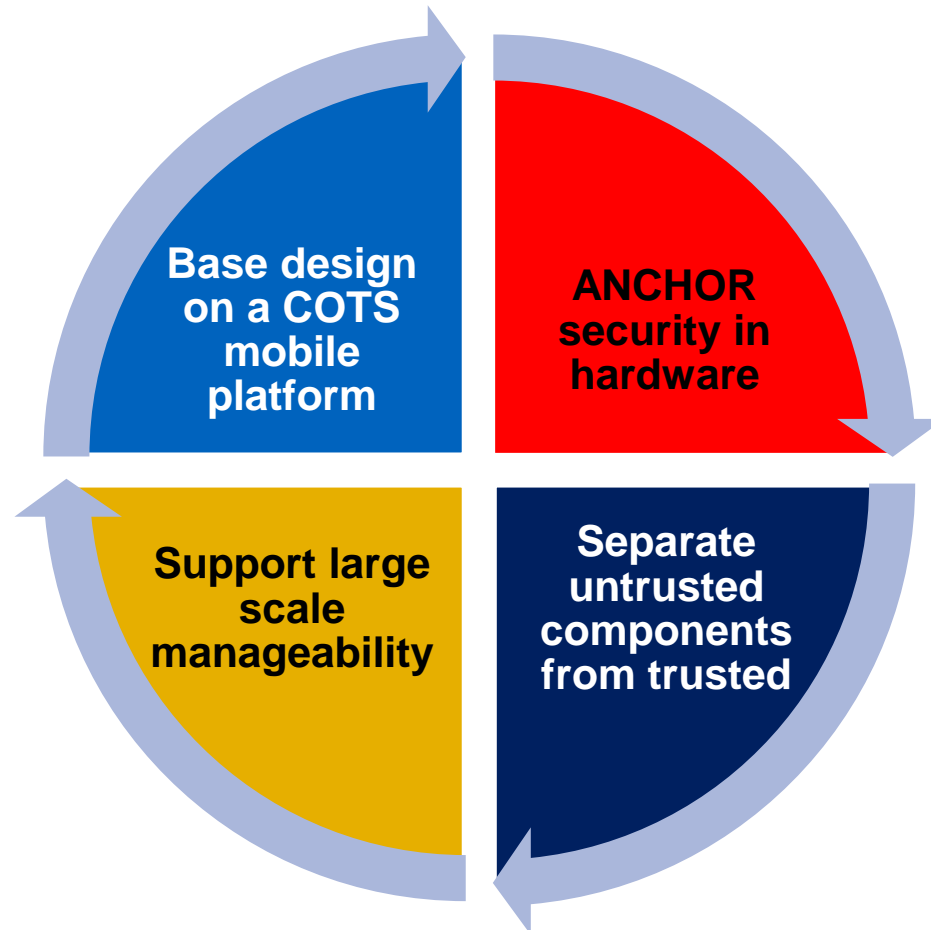 Base design
on a COTS
mobile
platform
ANCHOR
security in
hardware
Support large
scale
manageability
Separate
untrusted
components
from trusted